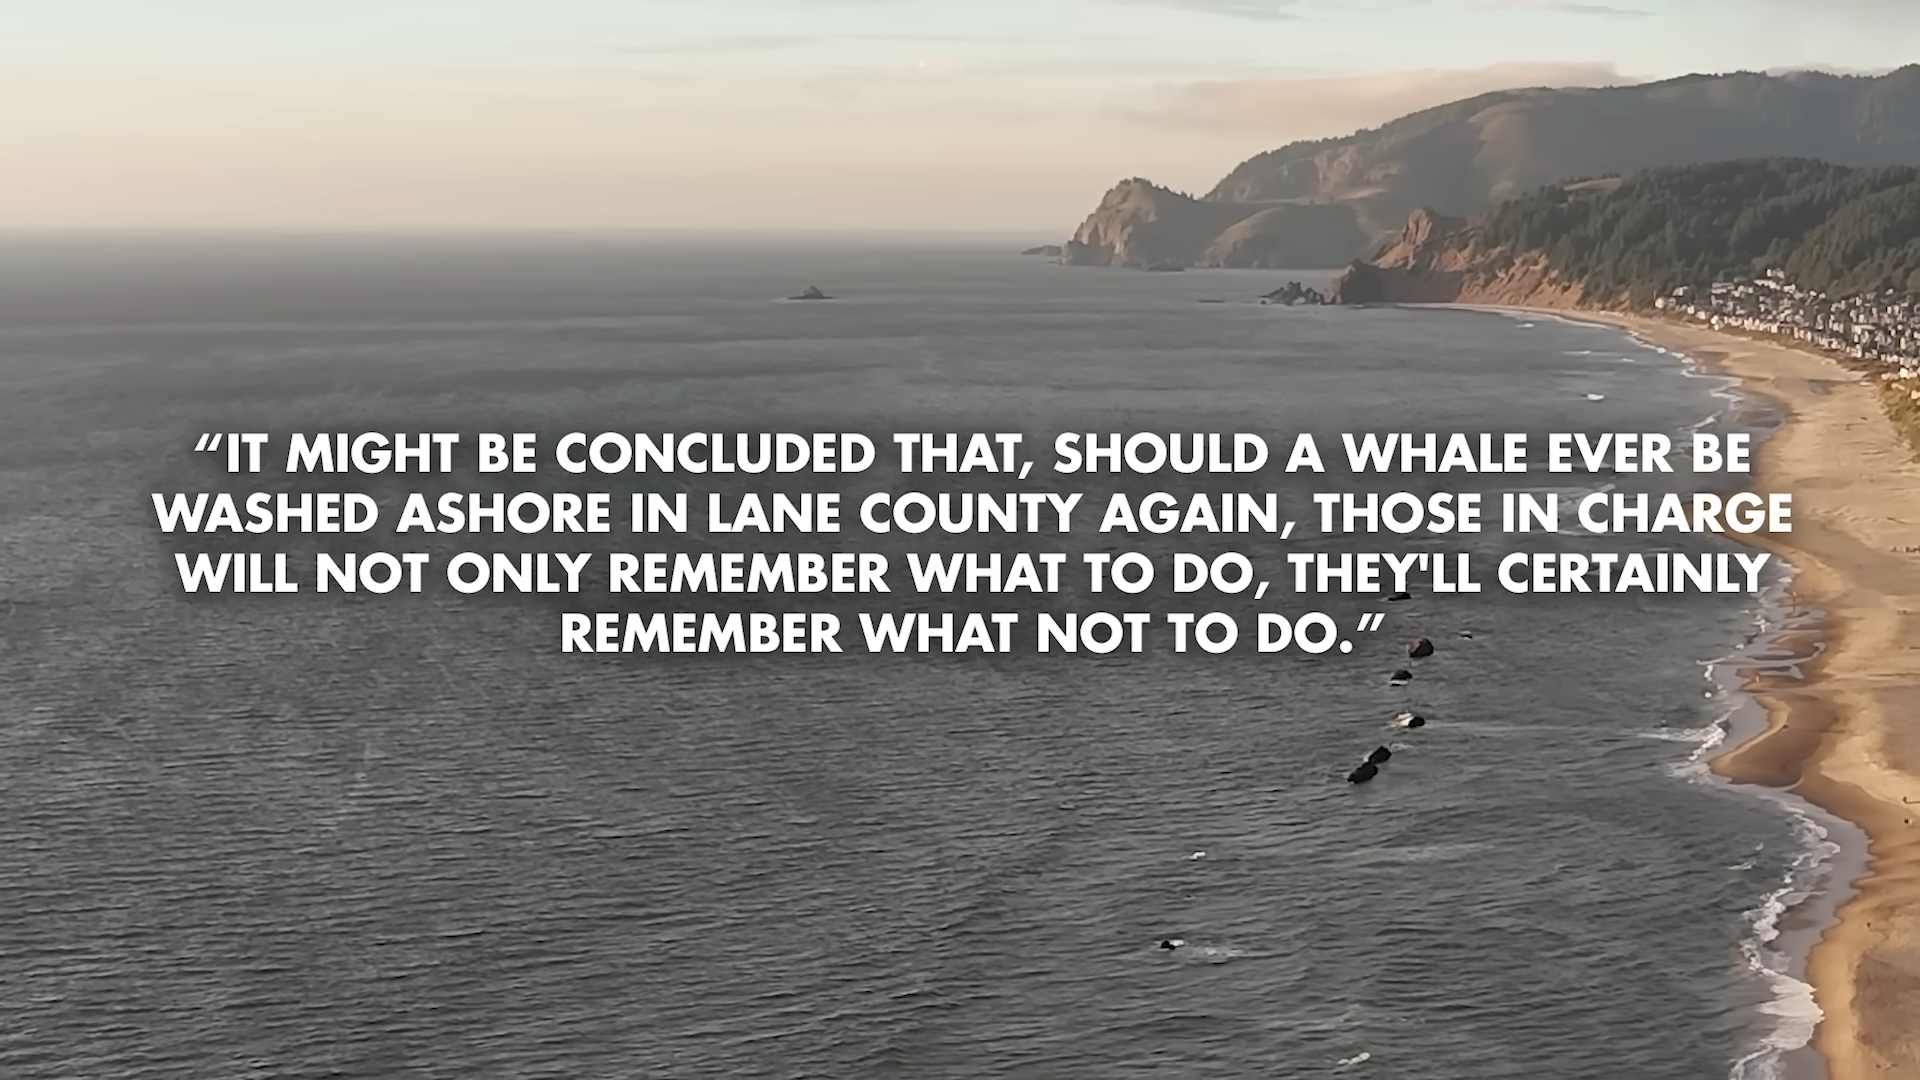 “IT MIGHT BE CONCLUDED THAT, SHOULD A WHALE EVER BE
WASHED ASHORE IN LANE COUNTY AGAIN, THOSE IN CHARGE
WILL NOT ONLY REMEMBER WHAT TO DO, THEY'LL CERTAINLY
REMEMBER WHAT NOT TO DO.”